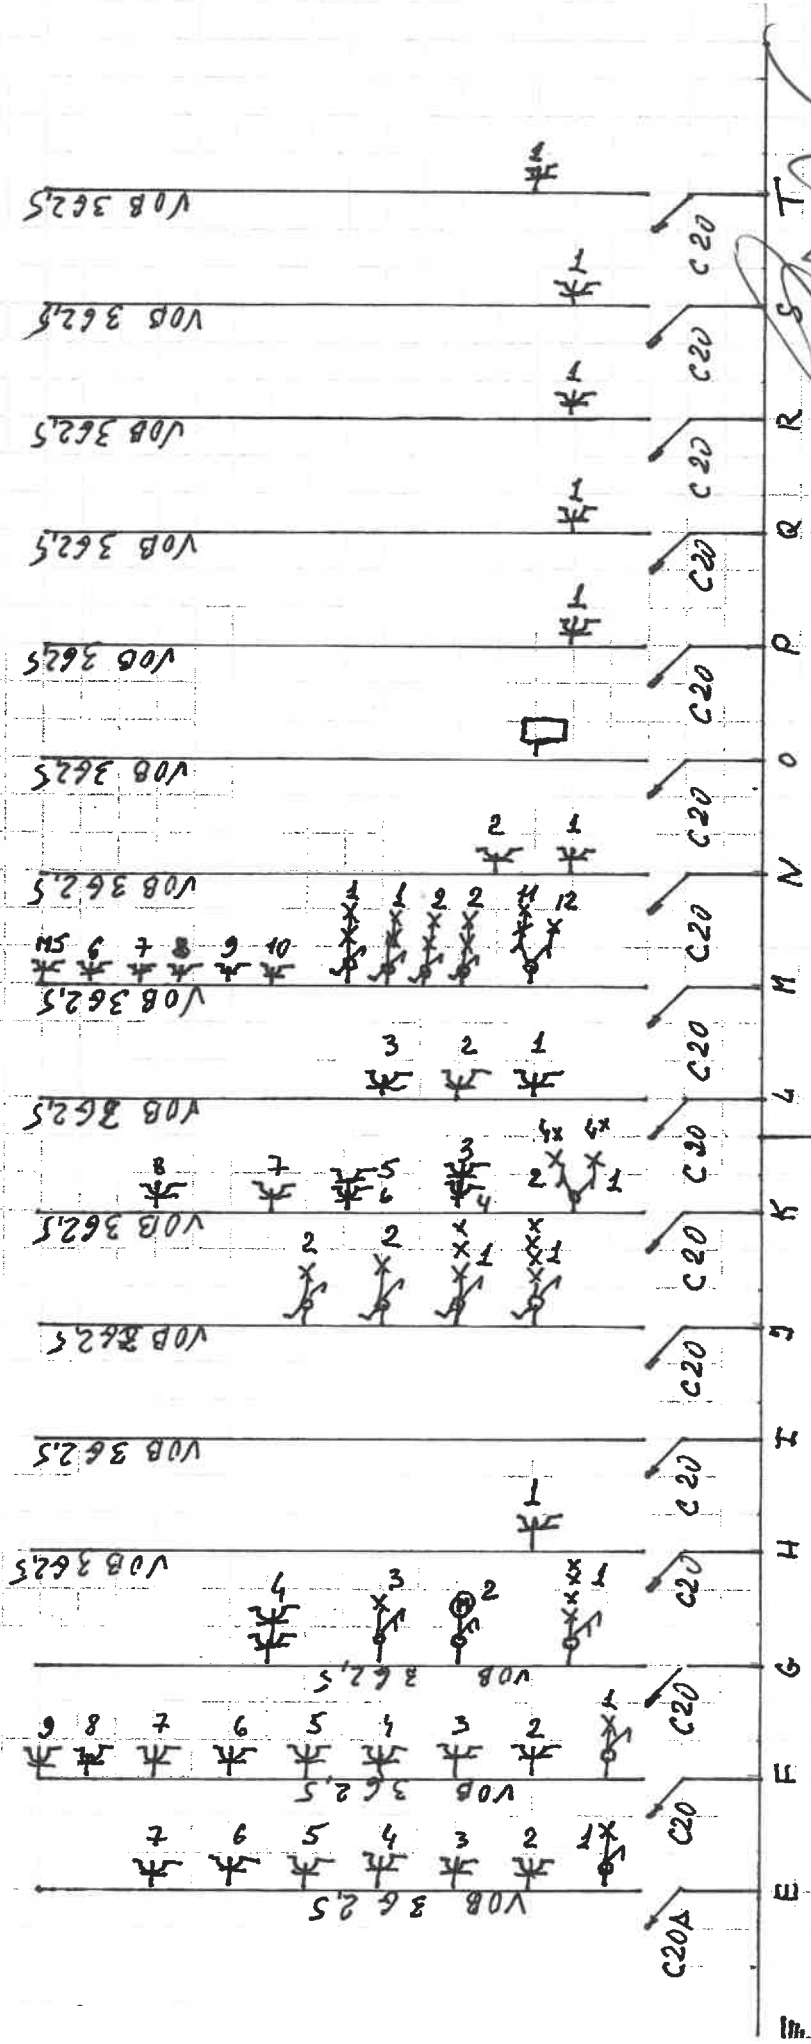 1
VOB 3G2,5
C20
T
1
VOB 3G2,5
C20
S
1
VOB 3G2,5
C20
R
1
VOB 3G2,5
C20
Q
1
VOB 3G2,5
C20
P
VOB 3G2,5
C20
O
2 1
VOB 3G2,5
C20
N
M5 6 7 8 9 10 1 1 2 2 11 12
VOB 3G2,5
C20
M
3 2 1
VOB 3G2,5
C20
L
8 7 5 6 3 4 2 4x 4x 1
VOB 3G2,5
C20
K
2 2 1 1
VOB 3G2,5
C20
J
VOB 3G2,5
C20
I
1
VOB 3G2,5
C20
H
4 3 M 2 1
VOB 3G2,5
C20
G
9 8 7 6 5 4 3 2 1
VOB 3G2,5
C20
F
7 6 5 4 3 2 1
VOB 3G2,5
C20A
E